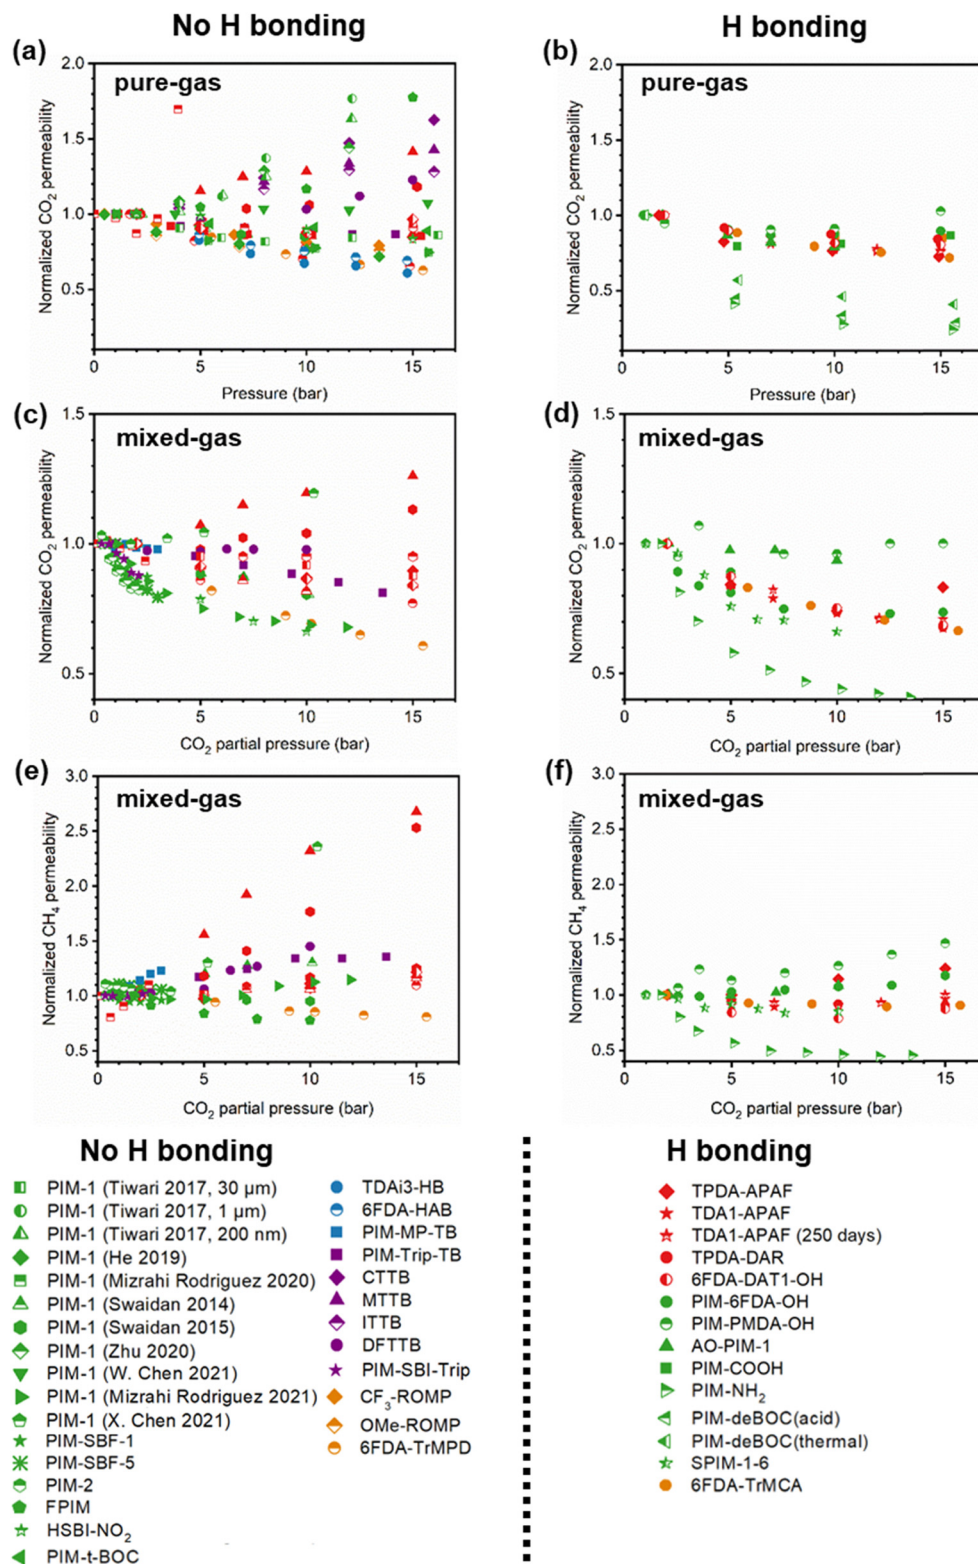 No H bonding
H bonding
(a)
pure-gas
2.0
1.5
1.0
0.5
Normalized CO2 permeability
0
5
10
15
Pressure (bar)
(b)
pure-gas
2.0
1.5
1.0
0.5
Normalized CO2 permeability
0
5
10
15
Pressure (bar)
(c)
mixed-gas
1.5
1.0
0.5
Normalized CO2 permeability
0
5
10
15
CO2 partial pressure (bar)
(d)
mixed-gas
1.5
1.0
0.5
Normalized CO2 permeability
0
5
10
15
CO2 partial pressure (bar)
(e)
mixed-gas
3.0
2.5
2.0
1.5
1.0
0.5
Normalized CH4 permeability
0
5
10
15
CO2 partial pressure (bar)
(f)
mixed-gas
3.0
2.5
2.0
1.5
1.0
0.5
Normalized CH4 permeability
0
5
10
15
CO2 partial pressure (bar)
No H bonding
PIM-1 (Tiwari 2017, 30 μm)
PIM-1 (Tiwari 2017, 1 μm)
PIM-1 (Tiwari 2017, 200 nm)
PIM-1 (He 2019)
PIM-1 (Mizrahi Rodriguez 2020)
PIM-1 (Swaidan 2014)
PIM-1 (Swaidan 2015)
PIM-1 (Zhu 2020)
PIM-1 (W. Chen 2021)
PIM-1 (Mizrahi Rodriguez 2021)
PIM-1 (X. Chen 2021)
PIM-SBF-1
PIM-SBF-5
PIM-2
FPIM
HSBI-NO2
PIM-t-BOC
TDAi3-HB
6FDA-HAB
PIM-MP-TB
PIM-Trip-TB
CTTB
MTTB
ITTB
DFTTB
PIM-SBI-Trip
CF3-ROMP
OMe-ROMP
6FDA-TrMPD
H bonding
TPDA-APAF
TDA1-APAF
TDA1-APAF (250 days)
TPDA-DAR
6FDA-DAT1-OH
PIM-6FDA-OH
PIM-PMDA-OH
AO-PIM-1
PIM-COOH
PIM-NH2
PIM-deBOC(acid)
PIM-deBOC(thermal)
SPIM-1-6
6FDA-TrMCA